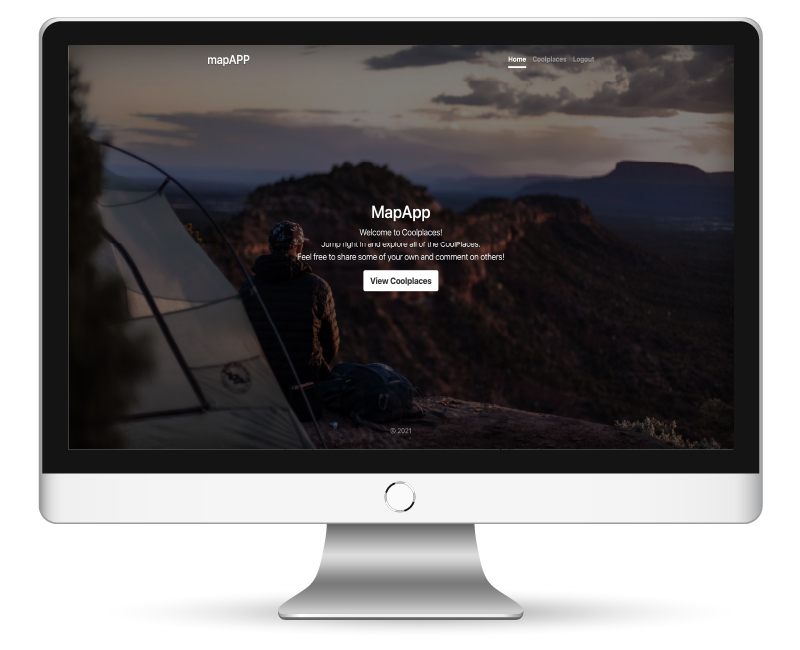 mapAPP
Home Coolplaces Logout
MapApp
Welcome to Coolplaces!
Jump right in and explore all of the CoolPlaces.
Feel free to share some of your own and comment on others!
View Coolplaces
© 2021